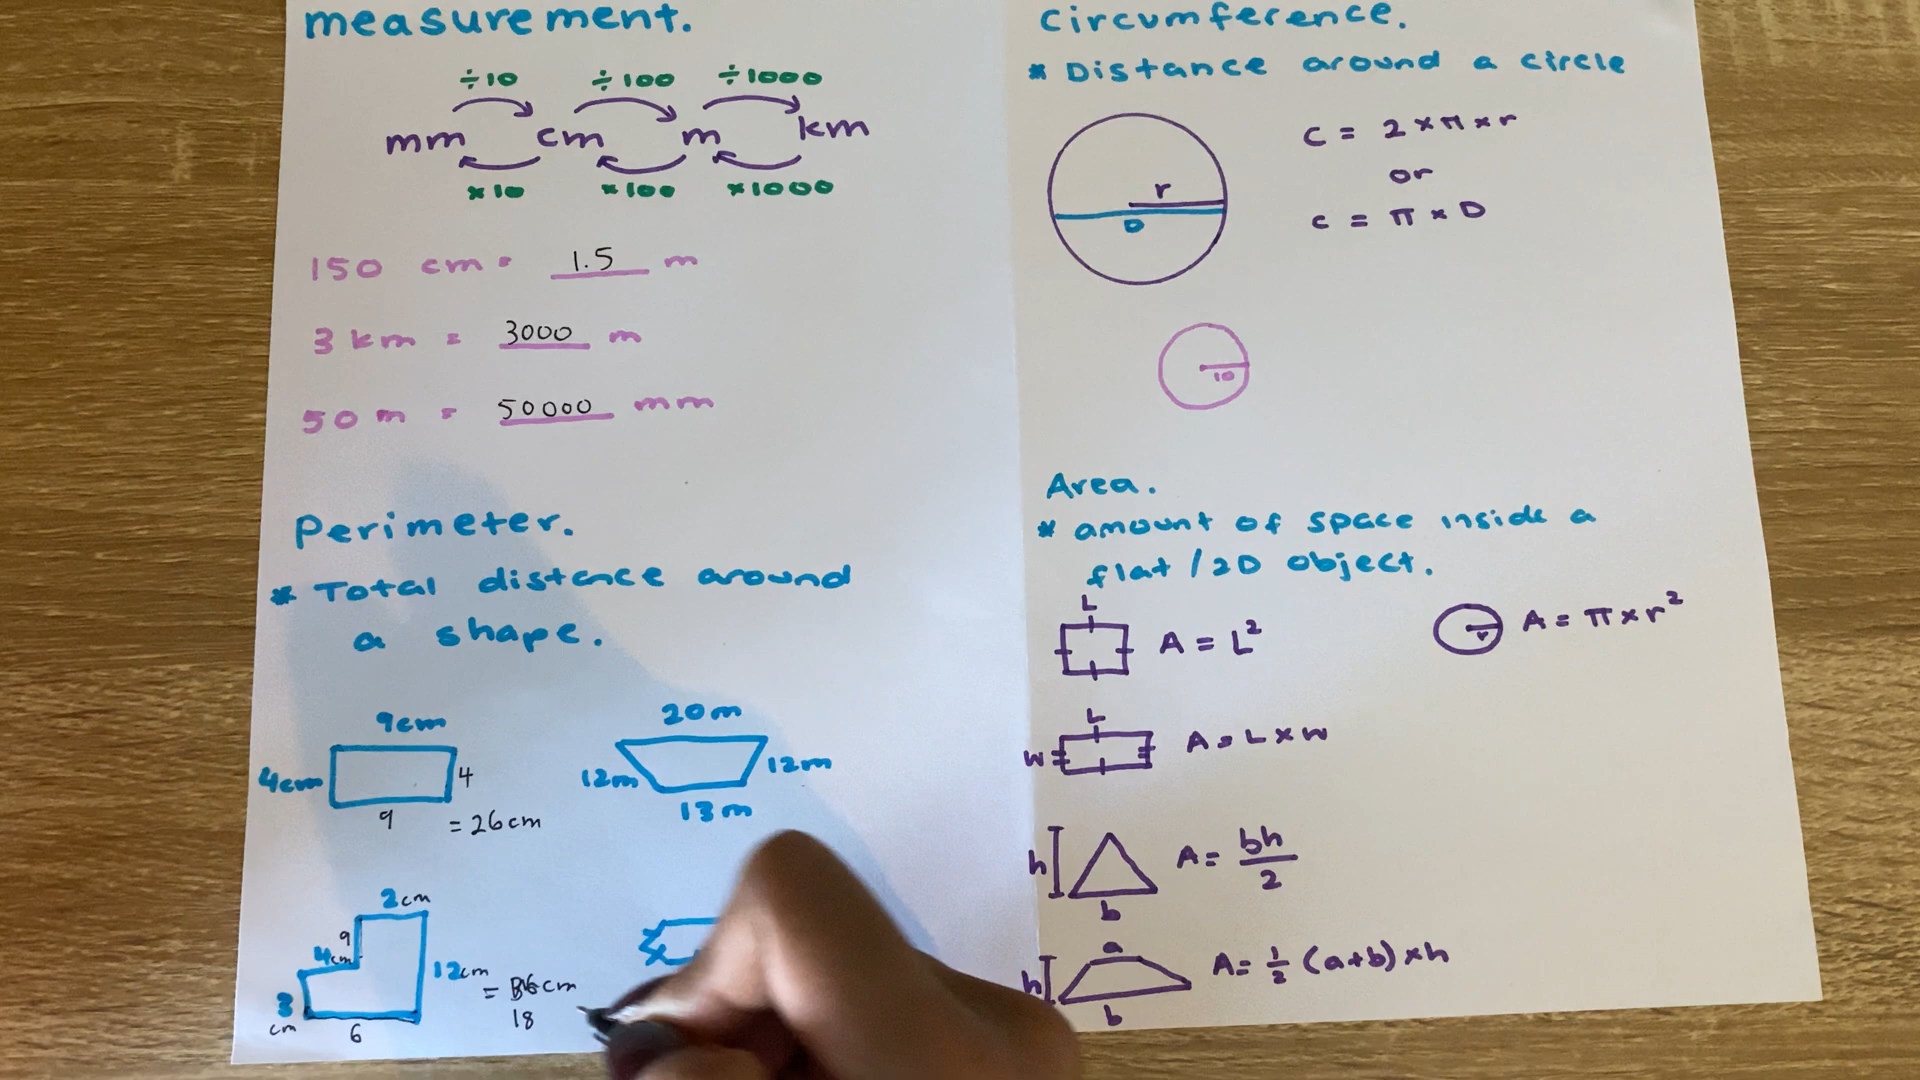 measurement.
÷10 ÷100 ÷1000
mm cm m km
×10 ×100 ×1000
150 cm = 1.5 m
3 km = 3000 m
50 m = 50000 mm
Perimeter.
* Total distance around
a shape.
9cm
4cm 4
9 = 26cm
20m
12m 12m
13m
2cm
9
4cm
12cm
3
cm
6
18
Circumference.
* Distance around a circle
r
D
C = 2 × π × r
or
C = π × D
10
Area.
* amount of space inside a
flat / 2D object.
L
A = L²
r A = π × r²
L
W A = L × W
h A = bh
2
b
a
h A = 1/2 (a+b) × h
b